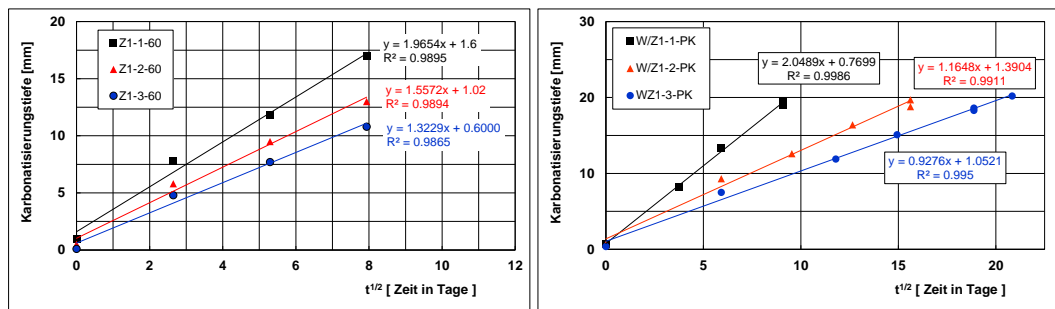 20
15
10
5
0
Karbonatisierungstiefe [mm]
Z1-1-60
Z1-2-60
Z1-3-60
y = 1.9654x + 1.6
R² = 0.9895
y = 1.5572x + 1.02
R² = 0.9894
y = 1.3229x + 0.6000
R² = 0.9865
0 2 4 6 8 10 12
t1/2 [ Zeit in Tage ]
30
20
10
0
Karbonatisierungstiefe [mm]
W/Z1-1-PK
W/Z1-2-PK
WZ1-3-PK
y = 2.0489x + 0.7699
R² = 0.9986
y = 1.1648x + 1.3904
R² = 0.9911
y = 0.9276x + 1.0521
R² = 0.995
0 5 10 15 20
t1/2 [ Zeit in Tage ]